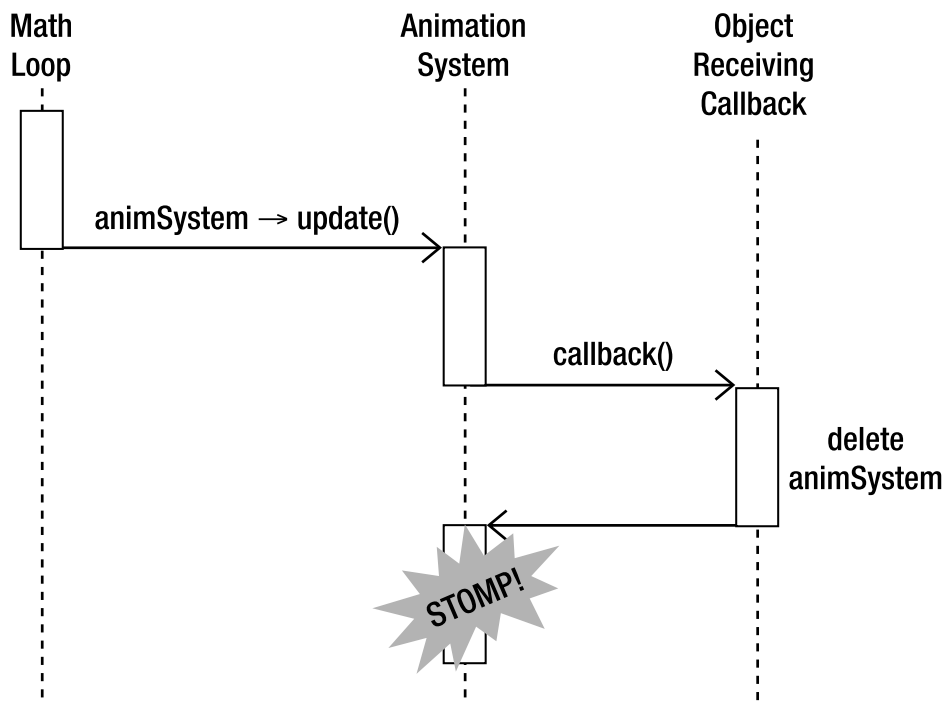 Math
Loop
Animation
System
Object
Receiving
Callback
animSystem → update()
callback()
delete
animSystem
STOMP!